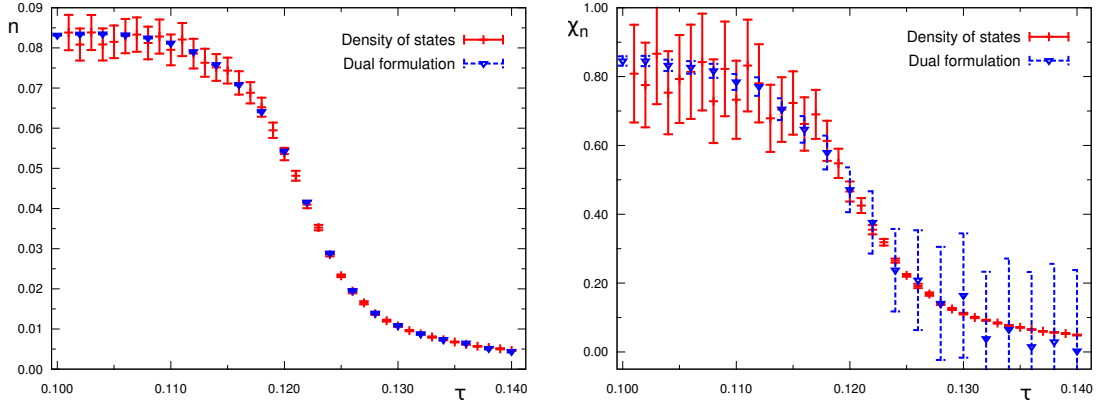 n
0.09
0.08
0.07
0.06
0.05
0.04
0.03
0.02
0.01
0
0.100 0.110 0.120 0.130 τ 0.140
Density of states
Dual formulation
χn
1.00
0.80
0.60
0.40
0.20
0.00
0.100 0.110 0.120 0.130 τ 0.140
Density of states
Dual formulation